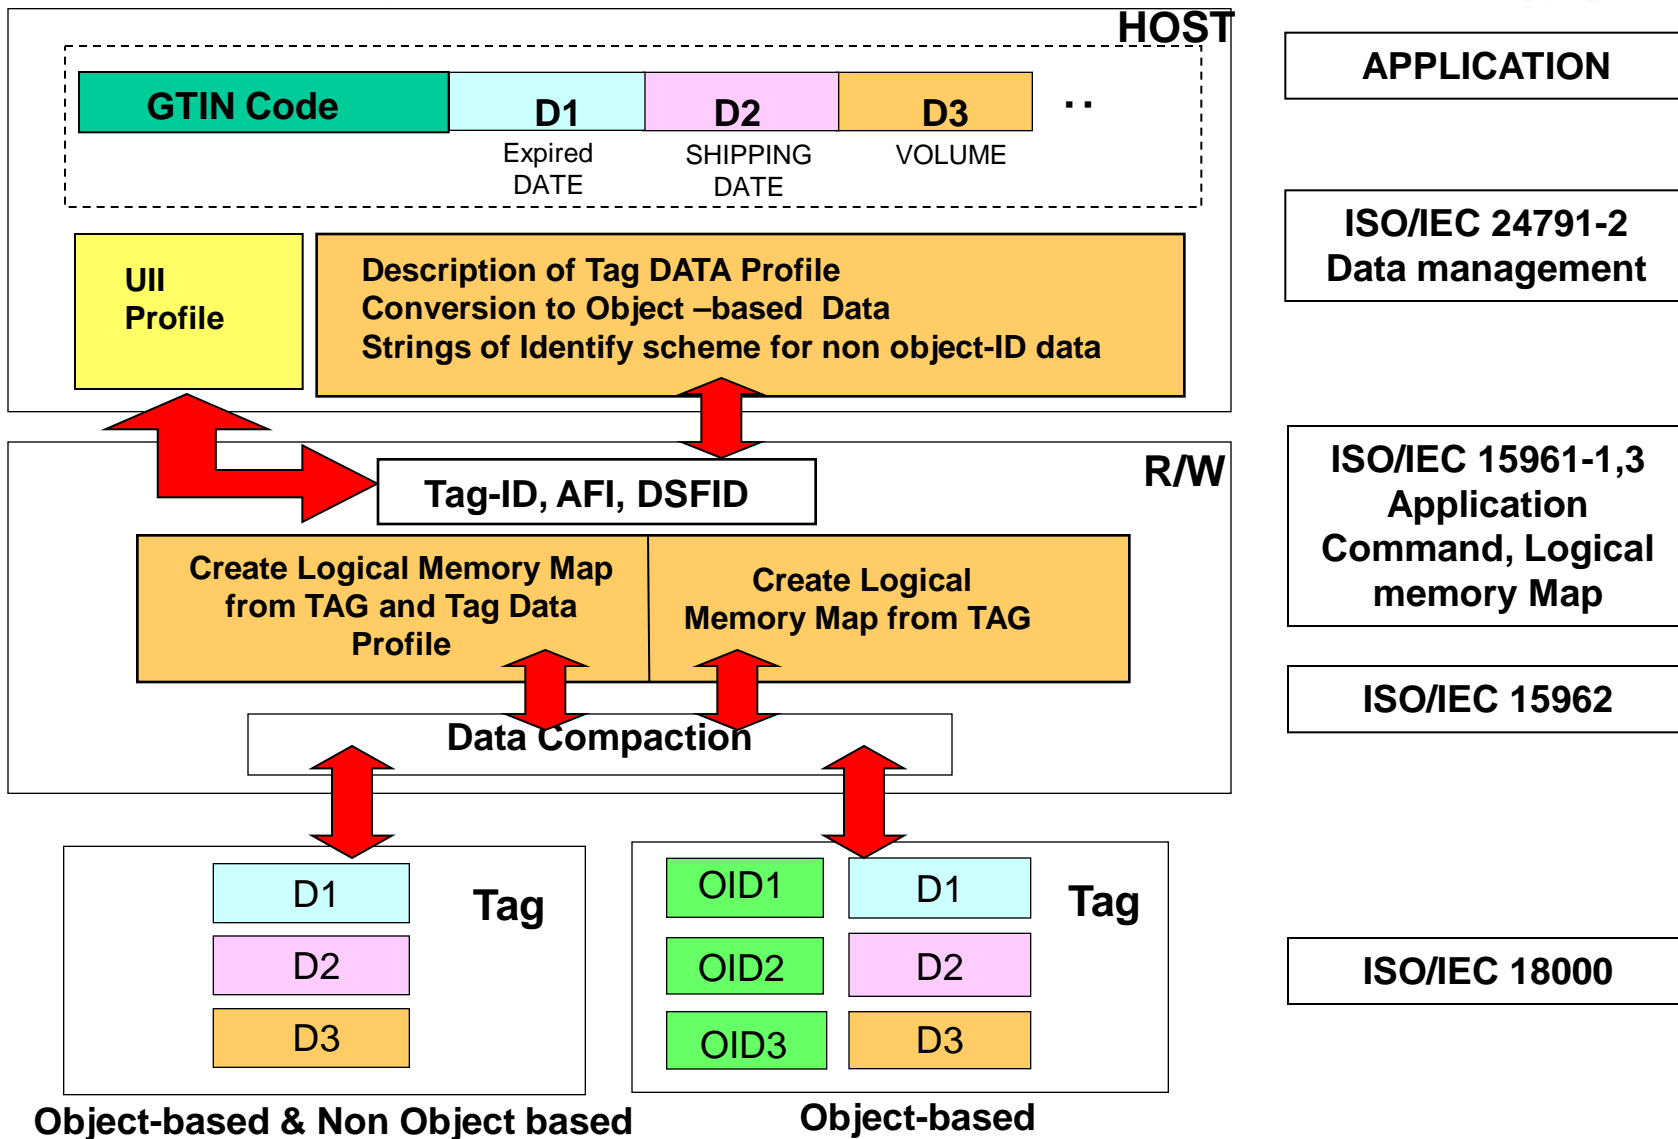 HOST
APPLICATION
GTIN Code D1 D2 D3 ..
Expired
DATE
SHIPPING
DATE
VOLUME
ISO/IEC 24791-2
Data management
UII
Profile
Description of Tag DATA Profile
Conversion to Object –based Data
Strings of Identify scheme for non object-ID data
R/W
Tag-ID, AFI, DSFID
ISO/IEC 15961-1,3
Application
Command, Logical
memory Map
Create Logical Memory Map
from TAG and Tag Data
Profile
Create Logical
Memory Map from TAG
ISO/IEC 15962
Data Compaction
D1
D2
D3
Tag
OID1 D1
OID2 D2
OID3 D3
Tag
ISO/IEC 18000
Object-based & Non Object based
Object-based